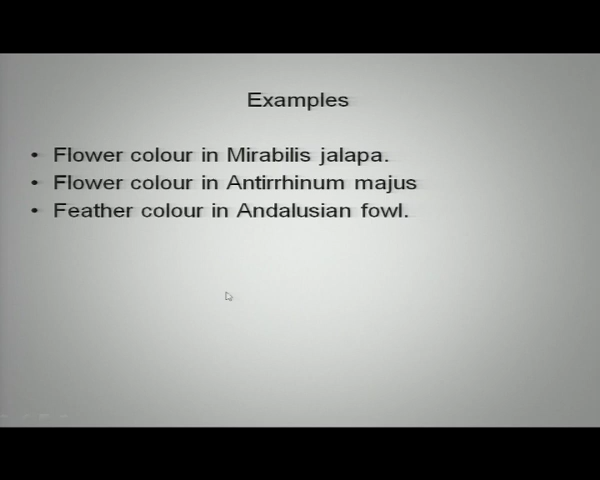 Examples
• Flower colour in Mirabilis jalapa.
• Flower colour in Antirrhinum majus
• Feather colour in Andalusian fowl.